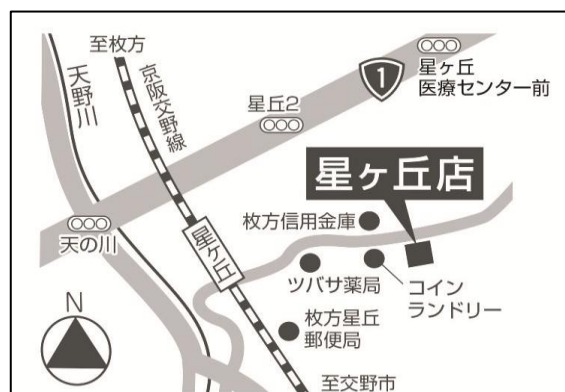 至枚方
天野川
京阪交野線
1
星ヶ丘
医療センター前
星丘2
星ヶ丘店
枚方信用金庫
天の川
星ヶ丘
ツバサ薬局
コイン
ランドリー
N
枚方星丘
郵便局
至交野市